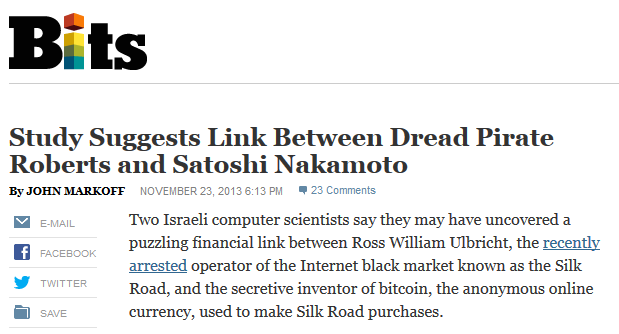 Bits
Study Suggests Link Between Dread Pirate
Roberts and Satoshi Nakamoto
By JOHN MARKOFF NOVEMBER 23, 2013 6:13 PM 23 Comments
E-MAIL
FACEBOOK
TWITTER
SAVE
Two Israeli computer scientists say they may have uncovered a
puzzling financial link between Ross William Ulbricht, the recently
arrested operator of the Internet black market known as the Silk
Road, and the secretive inventor of bitcoin, the anonymous online
currency, used to make Silk Road purchases.